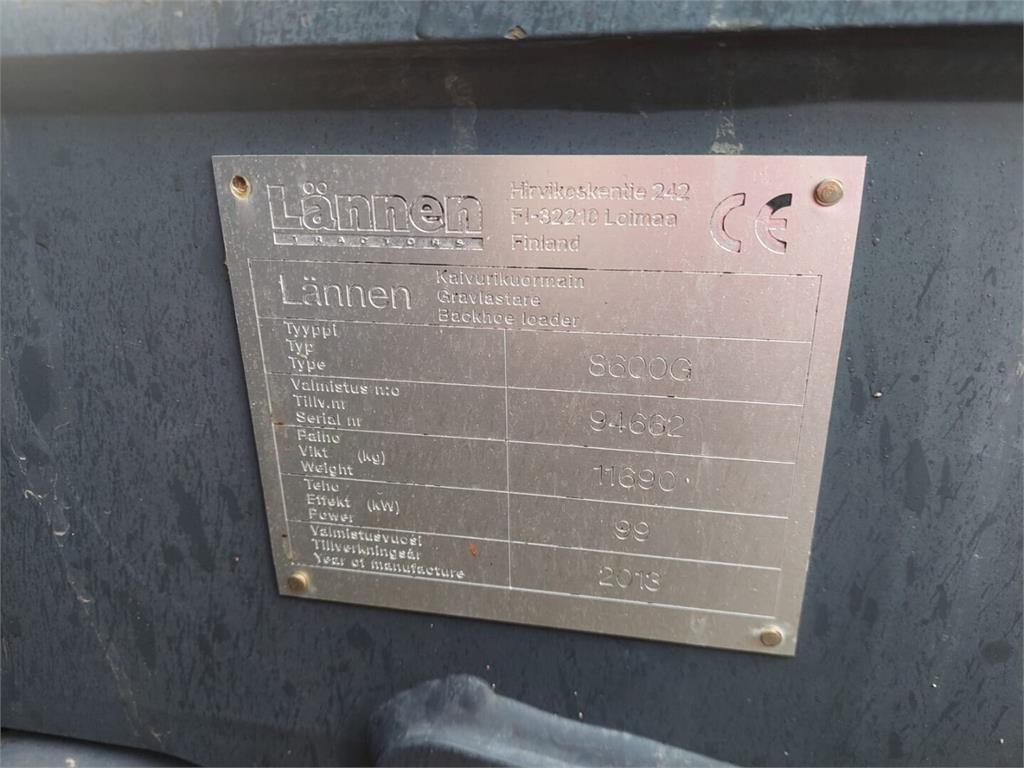 Lännen
TRACTORS
Hirvikoskentie 242
FI-32210 Loimaa
Finland
CE
Lännen
Kaivurikuormain
Grävlastare
Backhoe loader
Tyyppi
Typ
Type
8600G
Valmistus n:o
Tillv.nr
Serial nr
94662
Paino
Vikt (kg)
Weight
11690
Teho
Effekt (kW)
Power
99
Valmistusvuosi
Tillverkningsår
Year of manufacture
2013